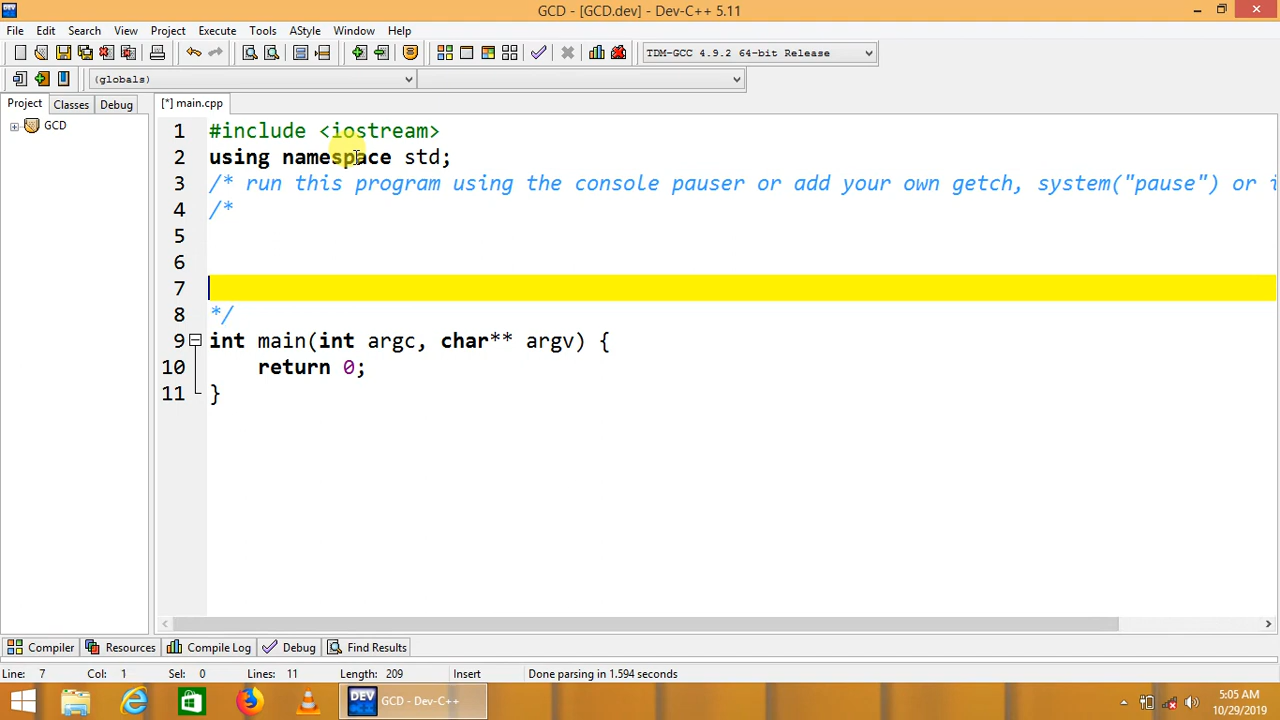 GCD - [GCD.dev] - Dev-C++ 5.11
File Edit Search View Project Execute Tools AStyle Window Help
TDM-GCC 4.9.2 64-bit Release
(globals)
Project Classes Debug
[*] main.cpp
GCD
1 #include <iostream>
2 using namespace std;
3 /* run this program using the console pauser or add your own getch, system("pause") or i
4 /*
5
6
7
8 */
9 int main(int argc, char** argv) {
10 return 0;
11 }
Compiler Resources Compile Log Debug Find Results
Line: 7 Col: 1 Sel: 0 Lines: 11 Length: 209 Insert Done parsing in 1.594 seconds
DEV GCD - Dev-C++
5:05 AM
10/29/2019